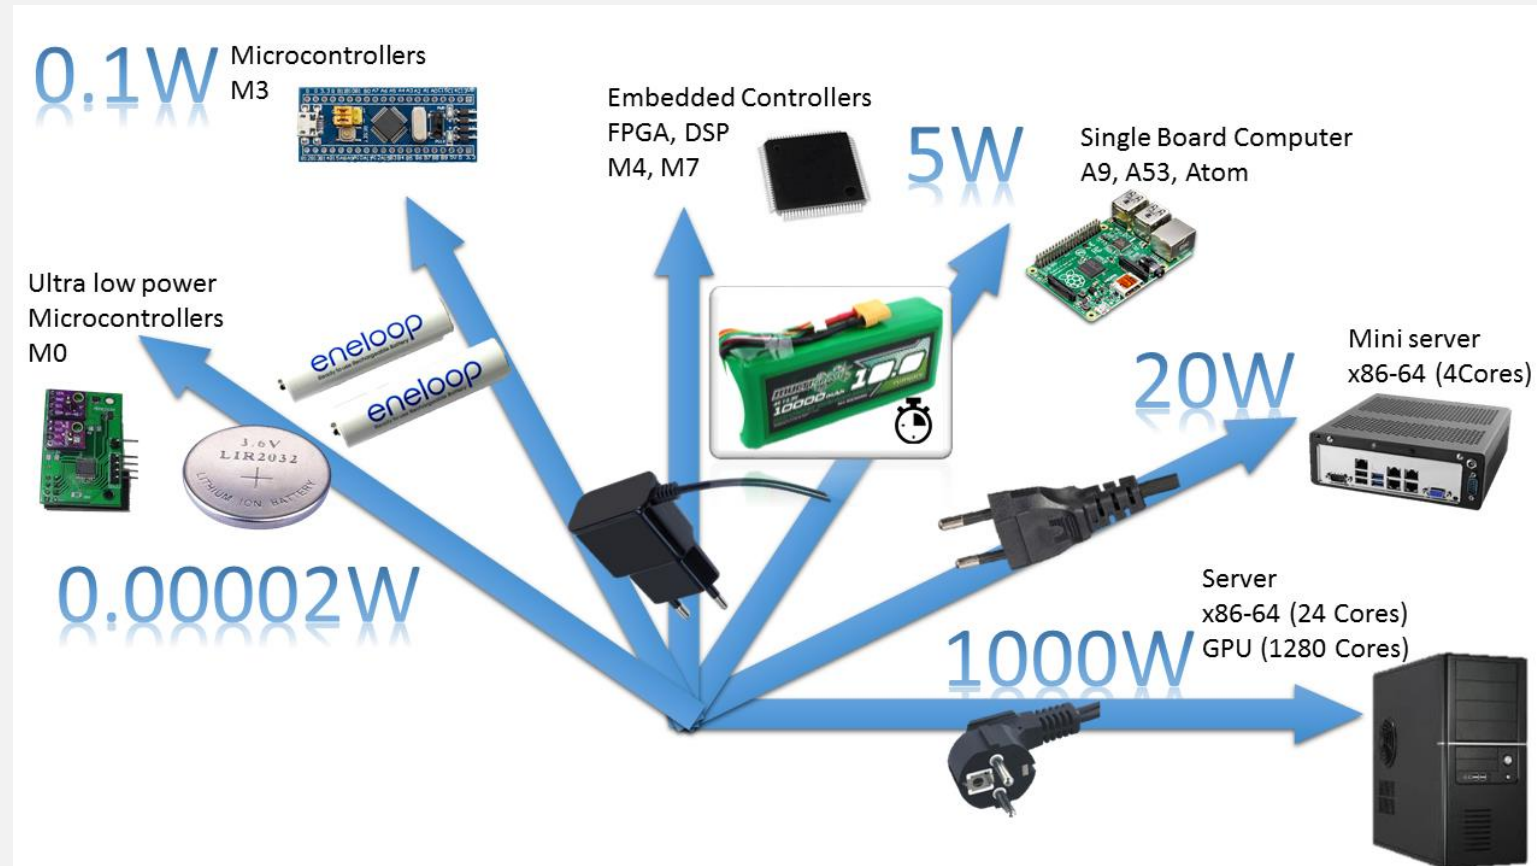 0.1W
Microcontrollers
M3
Embedded Controllers
FPGA, DSP
M4, M7
5W
Single Board Computer
A9, A53, Atom
Ultra low power
Microcontrollers
M0
eneloop
eneloop
10.0
10000mAh
3.6V
LIR2032
LITHIUM ION BATTERY
0.00002W
20W
Mini server
x86-64 (4Cores)
Server
x86-64 (24 Cores)
GPU (1280 Cores)
1000W